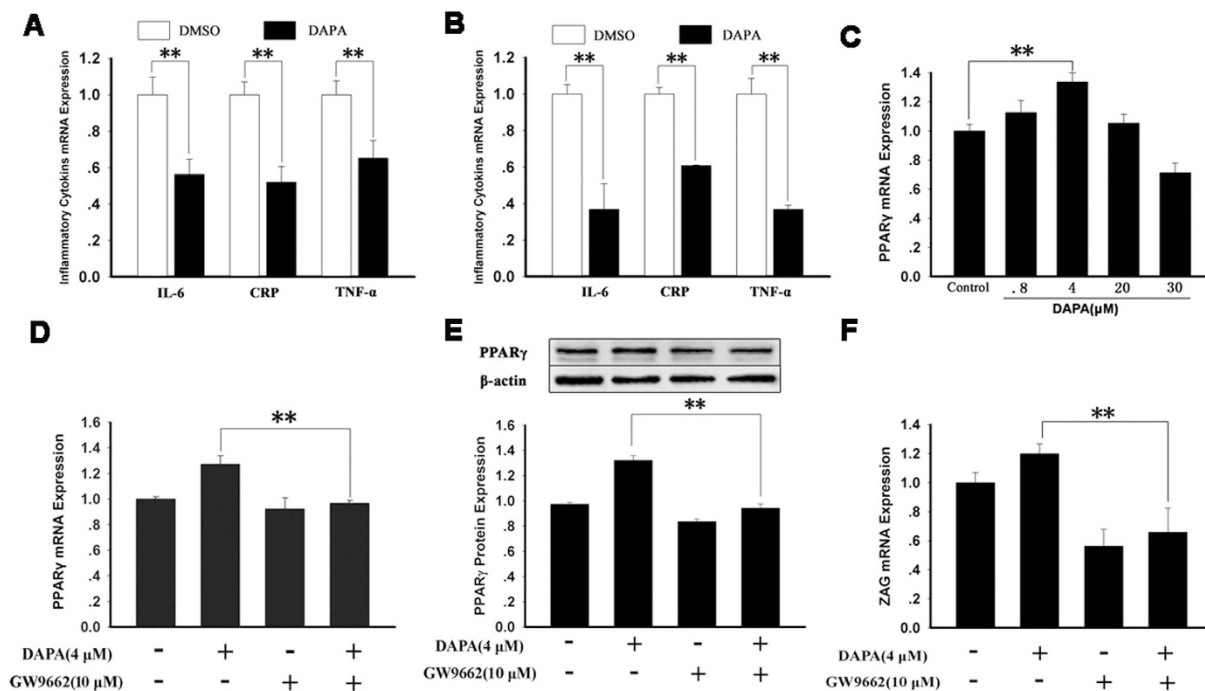 A
DMSO DAPA
** ** **
Inflammatory Cytokins mRNA Expression
1.2
1.0
.8
.6
.4
.2
0.0
IL-6 CRP TNF-α
B
DMSO DAPA
** ** **
Inflammatory Cytokins mRNA Expression
1.2
1.0
.8
.6
.4
.2
0.0
IL-6 CRP TNF-α
C
**
PPARγ mRNA Expression
1.4
1.2
1.0
.8
.6
.4
.2
0.0
Control .8 4 20 30
DAPA(μM)
D
**
PPARγ mRNA Expression
1.6
1.4
1.2
1.0
.8
.6
.4
.2
0.0
DAPA(4 μM) - + - +
GW9662(10 μM) - - + +
E
PPARγ
β-actin
**
PPARγ Protein Expression
1.6
1.4
1.2
1.0
.8
.6
.4
.2
0.0
DAPA(4 μM) - + - +
GW9662(10 μM) - - + +
F
**
ZAG mRNA Expression
1.6
1.4
1.2
1.0
.8
.6
.4
.2
0.0
DAPA(4 μM) - + - +
GW9662(10 μM) - - + +